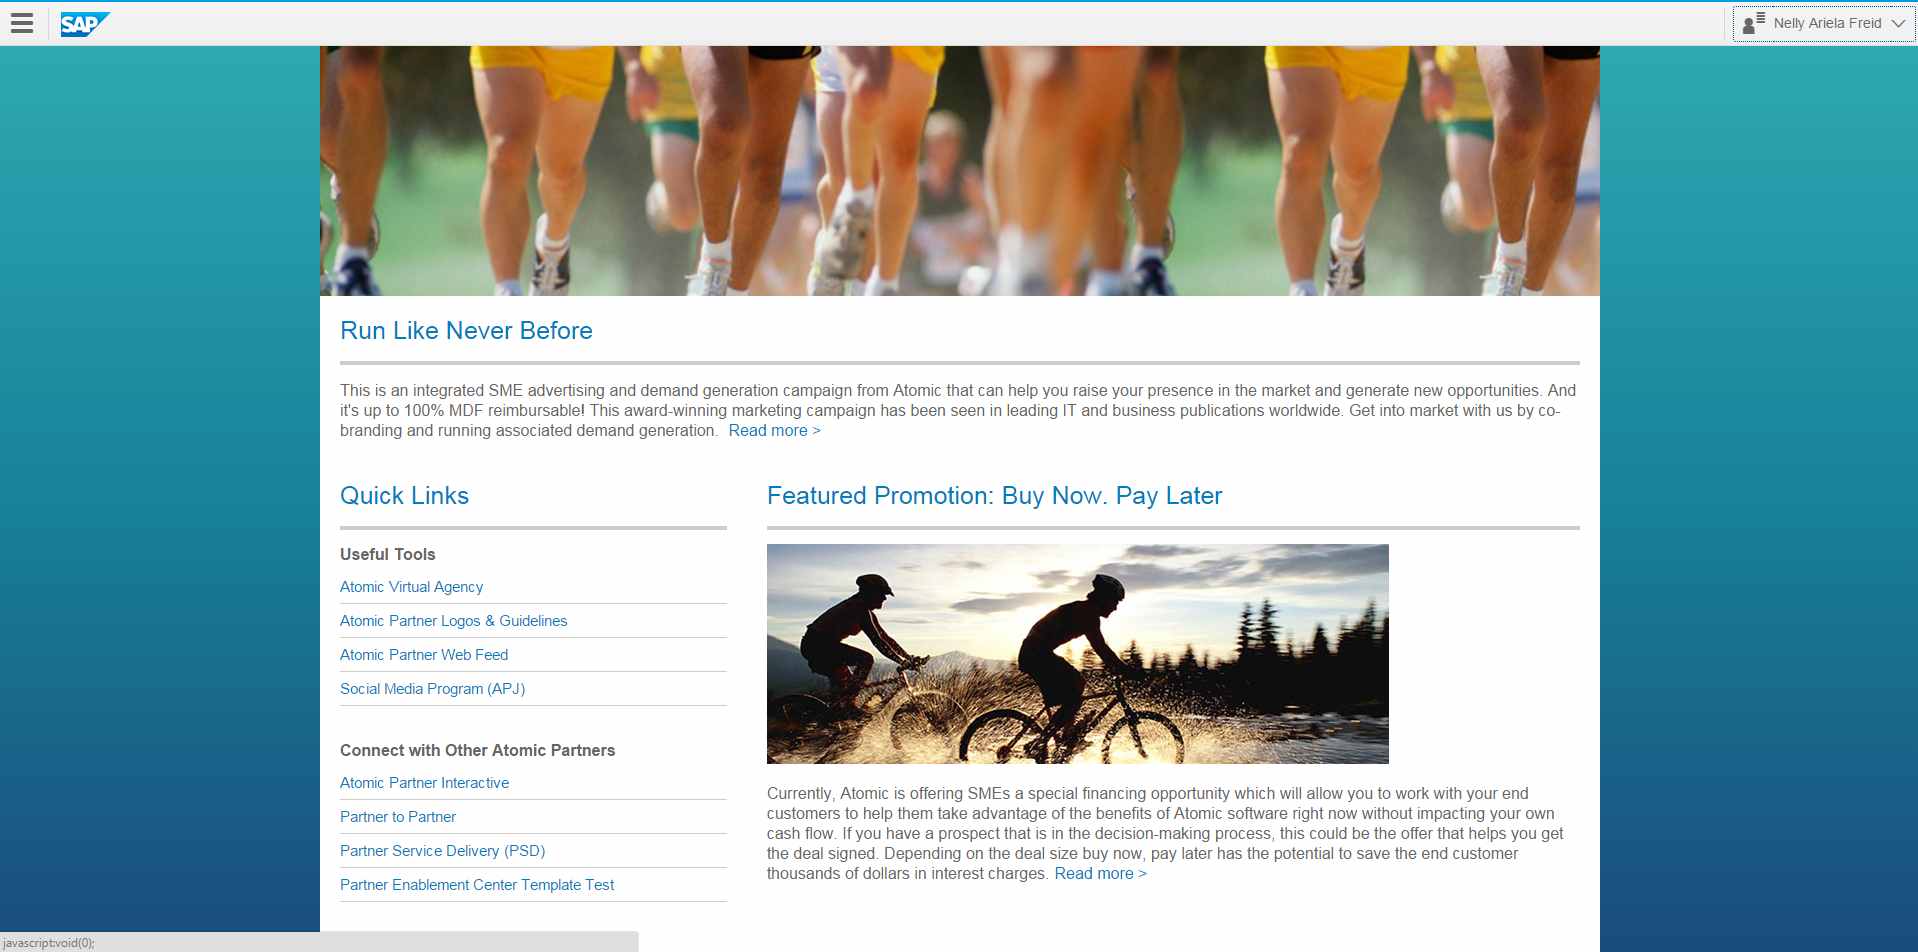 SAP
Nelly Ariela Freid
Run Like Never Before
This is an integrated SME advertising and demand generation campaign from Atomic that can help you raise your presence in the market and generate new opportunities. And
it's up to 100% MDF reimbursable! This award-winning marketing campaign has been seen in leading IT and business publications worldwide. Get into market with us by co-
branding and running associated demand generation. Read more >
Quick Links
Useful Tools
Atomic Virtual Agency
Atomic Partner Logos & Guidelines
Atomic Partner Web Feed
Social Media Program (APJ)
Connect with Other Atomic Partners
Atomic Partner Interactive
Partner to Partner
Partner Service Delivery (PSD)
Partner Enablement Center Template Test
Featured Promotion: Buy Now. Pay Later
Currently, Atomic is offering SMEs a special financing opportunity which will allow you to work with your end
customers to help them take advantage of the benefits of Atomic software right now without impacting your own
cash flow. If you have a prospect that is in the decision-making process, this could be the offer that helps you get
the deal signed. Depending on the deal size buy now, pay later has the potential to save the end customer
thousands of dollars in interest charges. Read more >
javascript:void(0);